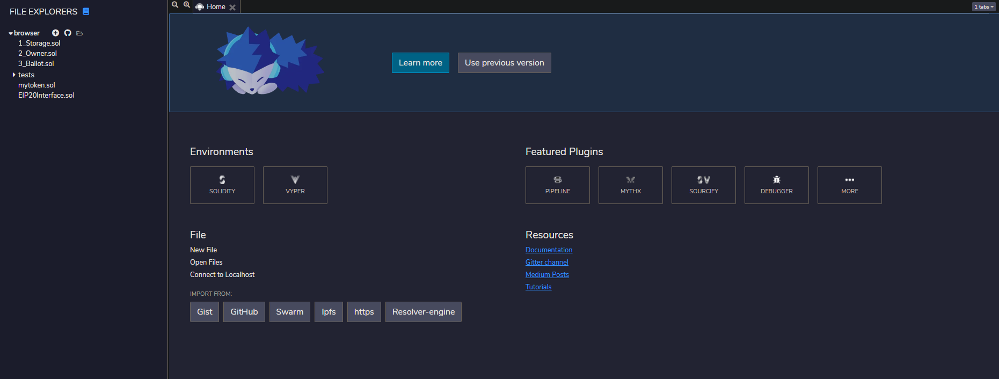 FILE EXPLORERS
browser
1_Storage.sol
2_Owner.sol
3_Ballot.sol
tests
mytoken.sol
EIP20Interface.sol
Home
1 tabs
Learn more
Use previous version
Environments
SOLIDITY
VYPER
Featured Plugins
PIPELINE
MYTHX
SOURCIFY
DEBUGGER
MORE
File
New File
Open Files
Connect to Localhost
IMPORT FROM:
Gist
GitHub
Swarm
Ipfs
https
Resolver-engine
Resources
Documentation
Gitter channel
Medium Posts
Tutorials